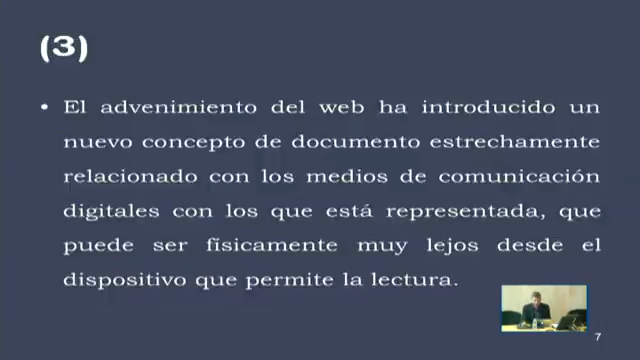 (3)
• El advenimiento del web ha introducido un
nuevo concepto de documento estrechamente
relacionado con los medios de comunicación
digitales con los que está representada, que
puede ser físicamente muy lejos desde el
dispositivo que permite la lectura.
7